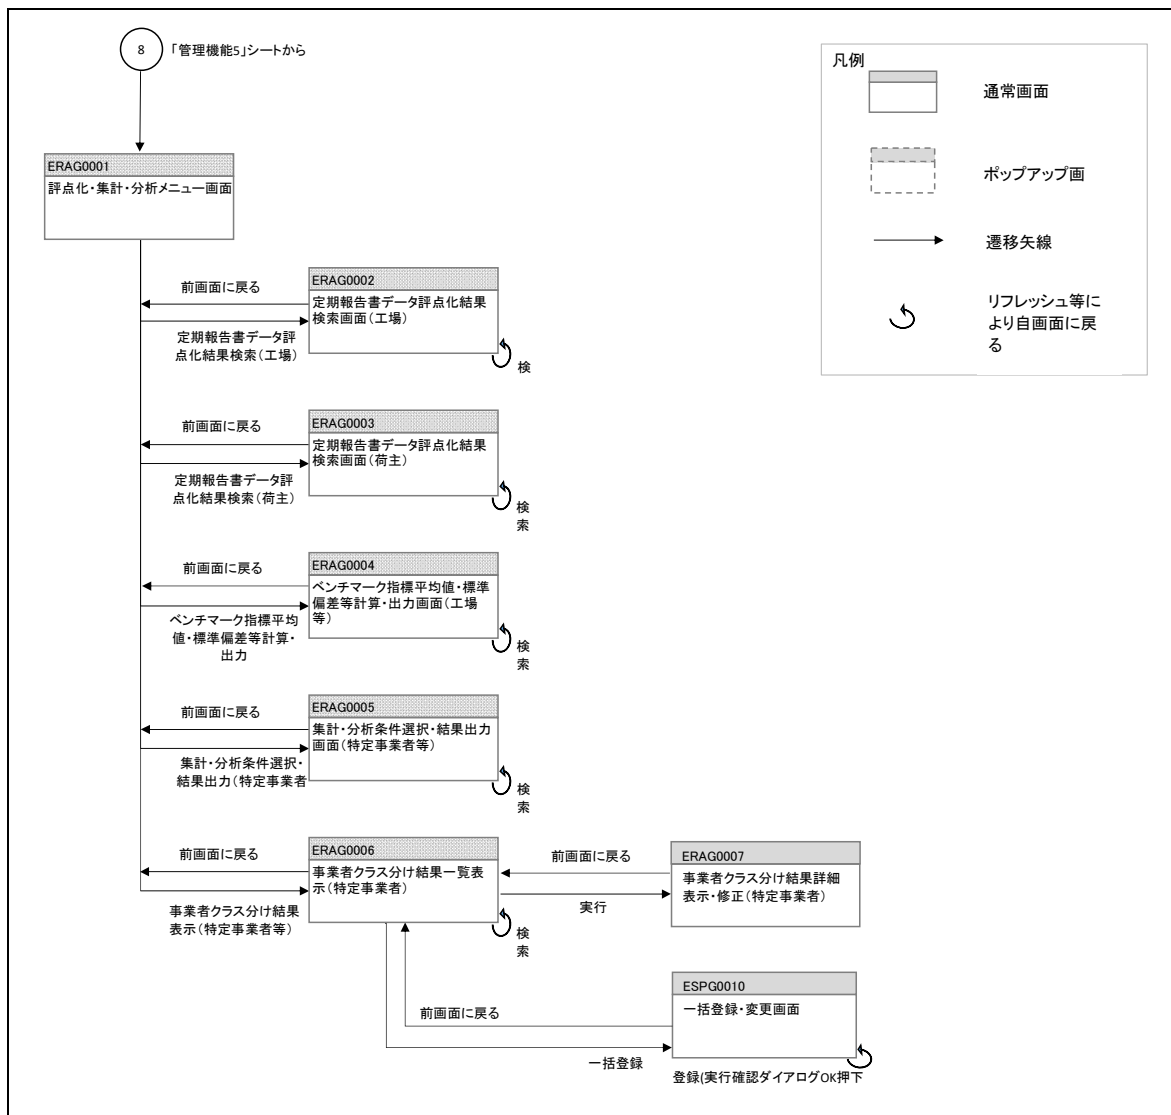 8
「管理機能5」シートから
凡例
通常画面
ポップアップ画
遷移矢線
リフレッシュ等に
より自画面に戻
る
ERAG0001
評点化・集計・分析メニュー画面
前画面に戻る
定期報告書データ評
点化結果検索(工場)
ERAG0002
定期報告書データ評点化結果
検索画面(工場)
検
前画面に戻る
定期報告書データ評
点化結果検索(荷主)
ERAG0003
定期報告書データ評点化結果
検索画面(荷主)
検
索
前画面に戻る
ベンチマーク指標平均
値・標準偏差等計算・
出力
ERAG0004
ベンチマーク指標平均値・標準
偏差等計算・出力画面(工場
等)
検
索
前画面に戻る
集計・分析条件選択・
結果出力(特定事業者
ERAG0005
集計・分析条件選択・結果出力
画面(特定事業者等)
検
索
前画面に戻る
事業者クラス分け結果
表示(特定事業者等)
ERAG0006
事業者クラス分け結果一覧表
示(特定事業者)
検
索
前画面に戻る
実行
ERAG0007
事業者クラス分け結果詳細
表示・修正(特定事業者)
前画面に戻る
一括登録
ESPG0010
一括登録・変更画面
登録(実行確認ダイアログOK押下